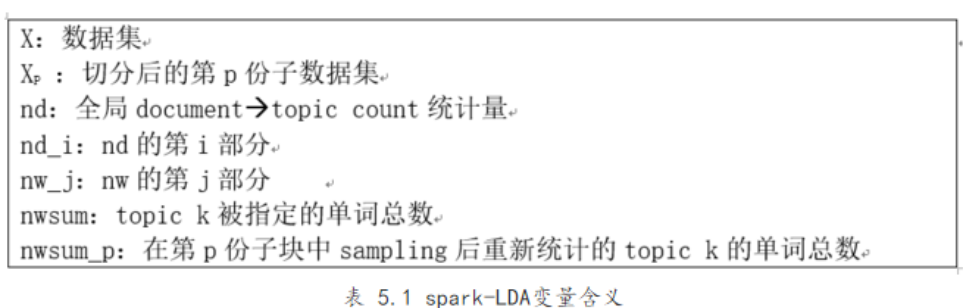 X：数据集
Xₚ ：切分后的第 p 份子数据集
nd：全局 document→topic count 统计量
nd_i：nd 的第 i 部分
nw_j：nw 的第 j 部分
nwsum：topic k 被指定的单词总数
nwsum_p：在第 p 份子块中 sampling 后重新统计的 topic k 的单词总数
表 5.1 spark-LDA变量含义